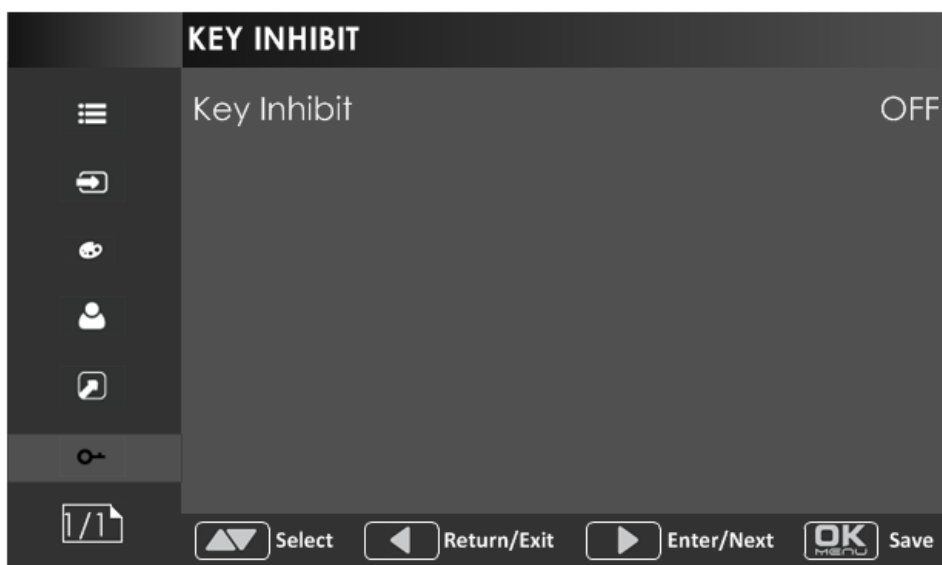 KEY INHIBIT
Key Inhibit OFF
1/1
Select Return/Exit Enter/Next OK MENU Save